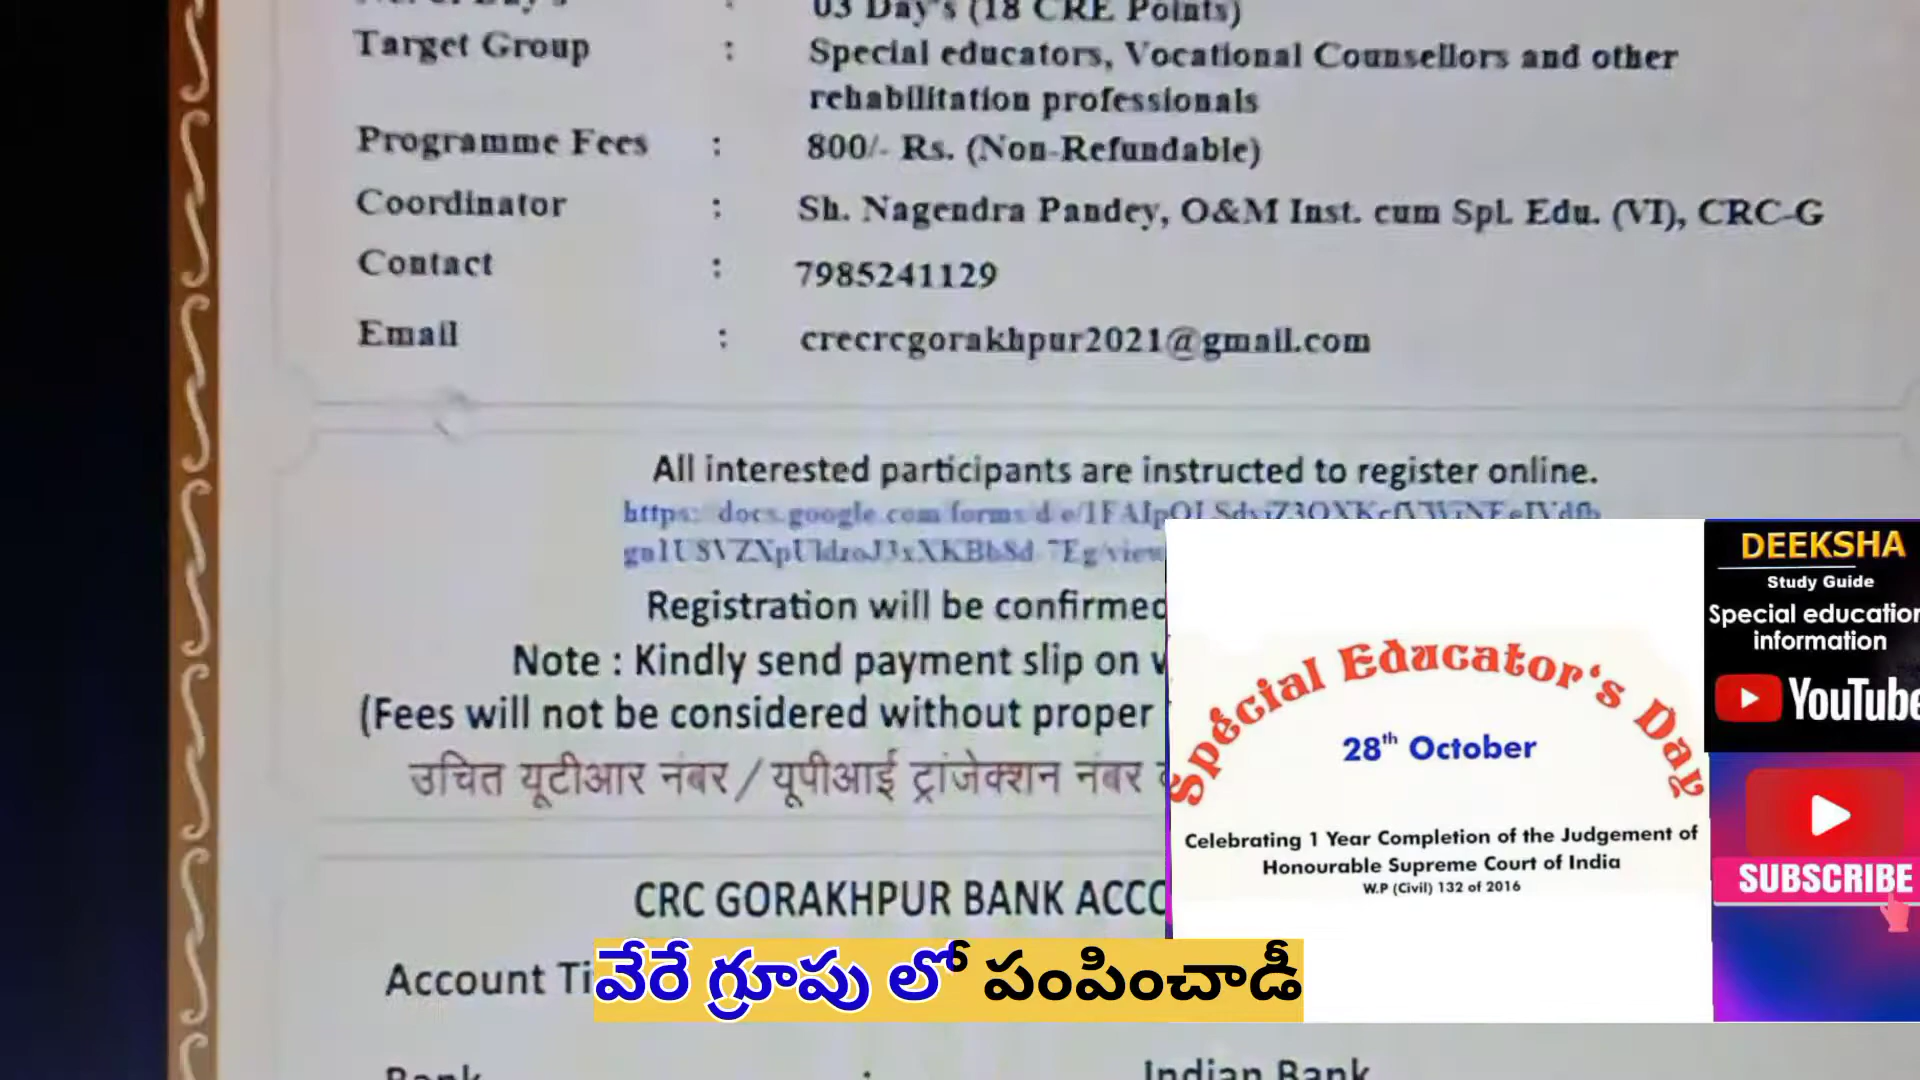 03 Day's (18 CRE Points)
Target Group : Special educators, Vocational Counsellors and other
rehabilitation professionals
Programme Fees : 800/- Rs. (Non-Refundable)
Coordinator : Sh. Nagendra Pandey, O&M Inst. cum Spl. Edu. (VI), CRC-G
Contact : 7985241129
Email : crecrcgorakhpur2021@gmail.com
All interested participants are instructed to register online.
Registration will be confirmed
Note : Kindly send payment slip on
(Fees will not be considered without proper
उचित यूटीआर नंबर / यूपीआई ट्रांजेक्शन नंबर
CRC GORAKHPUR BANK
Account
Bank : Indian Bank
DEEKSHA
Study Guide
Special education
information
YouTube
SUBSCRIBE
Special Educator's Day
28th October
Celebrating 1 Year Completion of the Judgement of
Honourable Supreme Court of India
W.P (Civil) 132 of 2016
వేరే గ్రూపు లో పంపించాడీ